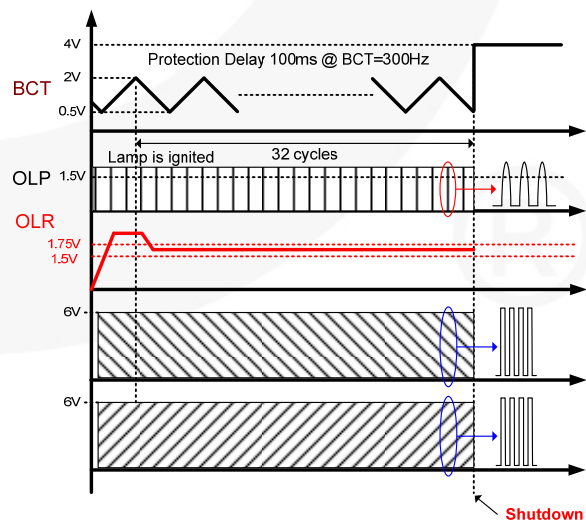 4V
Protection Delay 100ms @ BCT=300Hz
BCT
2V
0.5V
Lamp is ignited
32 cycles
OLP
1.5V
OLR
1.75V
1.5V
6V
6V
Shutdown